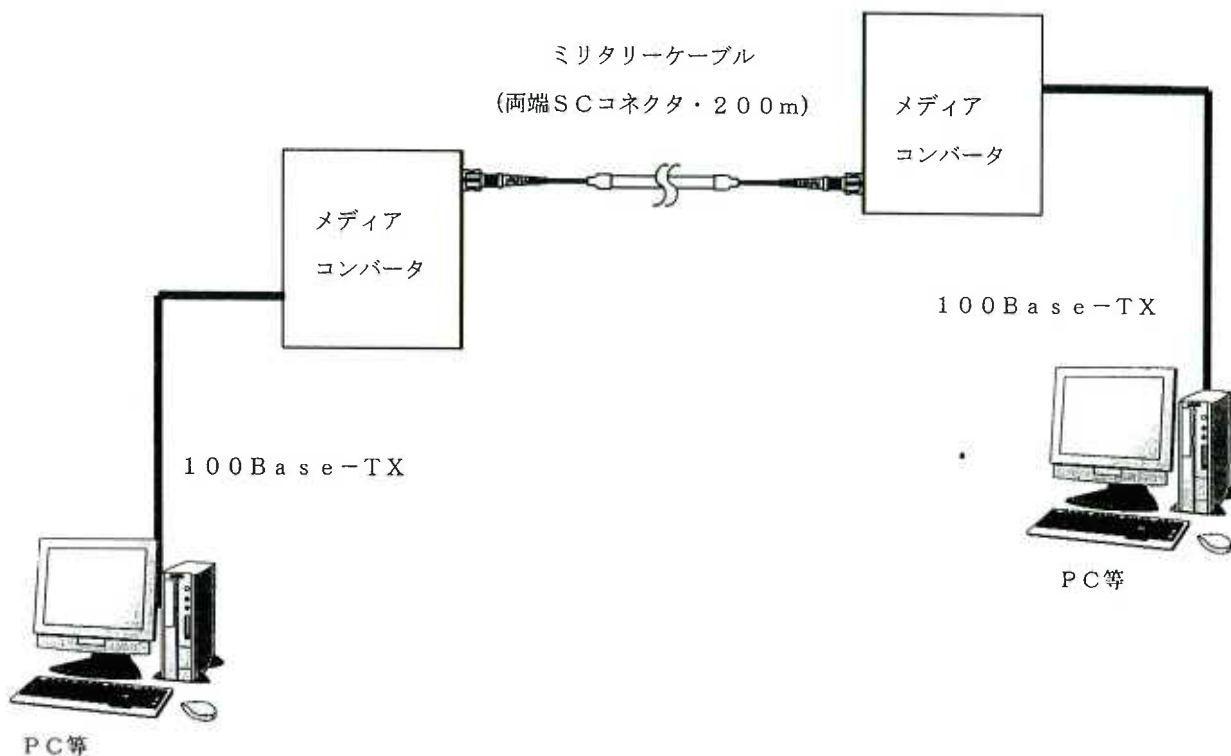 ミリタリーケーブル
(両端SCコネクタ・200m)
メディア
コンバータ
メディア
コンバータ
100Base-TX
100Base-TX
PC等
PC等